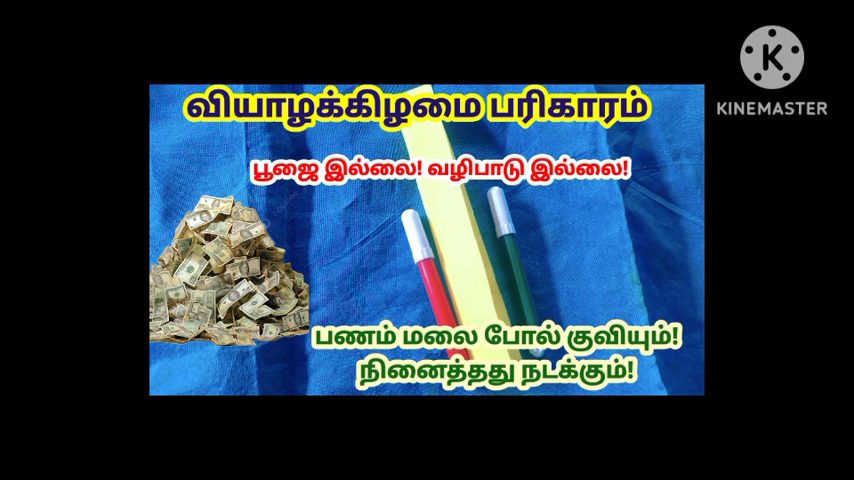 வியாழக்கிழமை பரிகாரம்
பூஜை இல்லை! வழிபாடு இல்லை!
பணம் மலை போல் குவியும்!
நினைத்தது நடக்கும்!
K
KINEMASTER